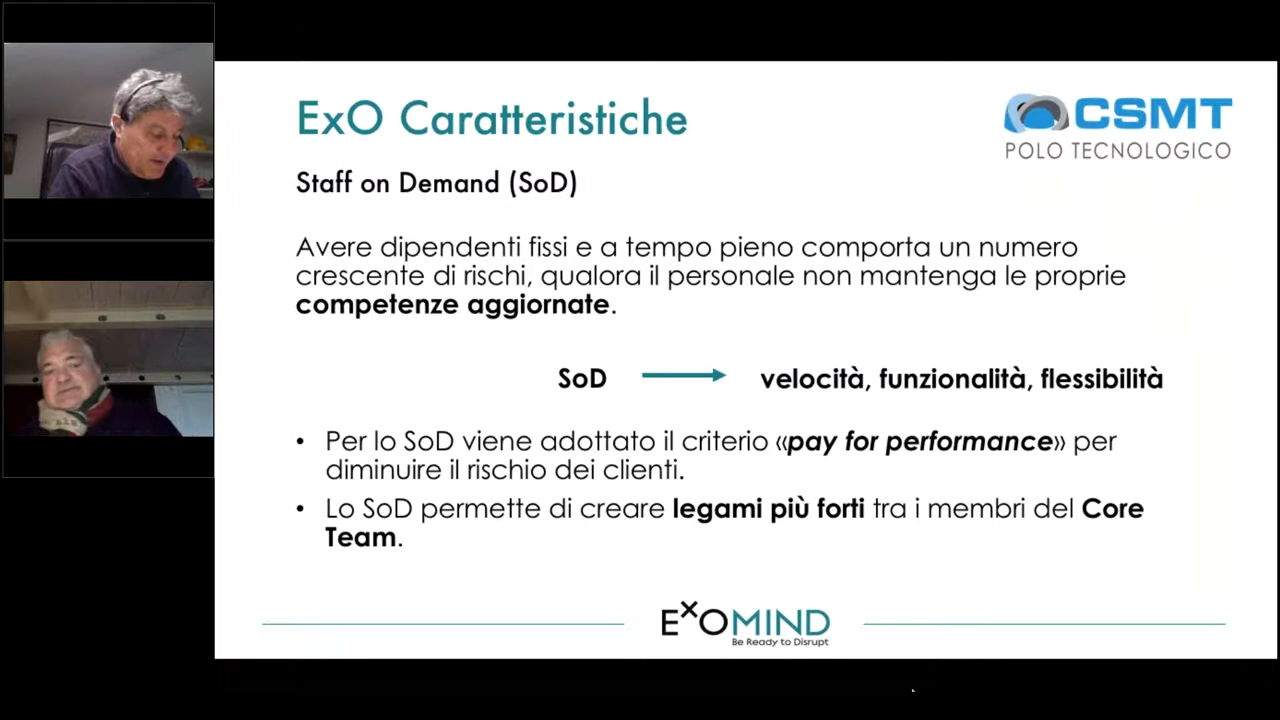 ExO Caratteristiche
CSMT
POLO TECNOLOGICO
Staff on Demand (SoD)
Avere dipendenti fissi e a tempo pieno comporta un numero
crescente di rischi, qualora il personale non mantenga le proprie
competenze aggiornate.
SoD velocità, funzionalità, flessibilità
• Per lo SoD viene adottato il criterio «pay for performance» per
diminuire il rischio dei clienti.
• Lo SoD permette di creare legami più forti tra i membri del Core
Team.
EXOMIND
Be Ready to Disrupt